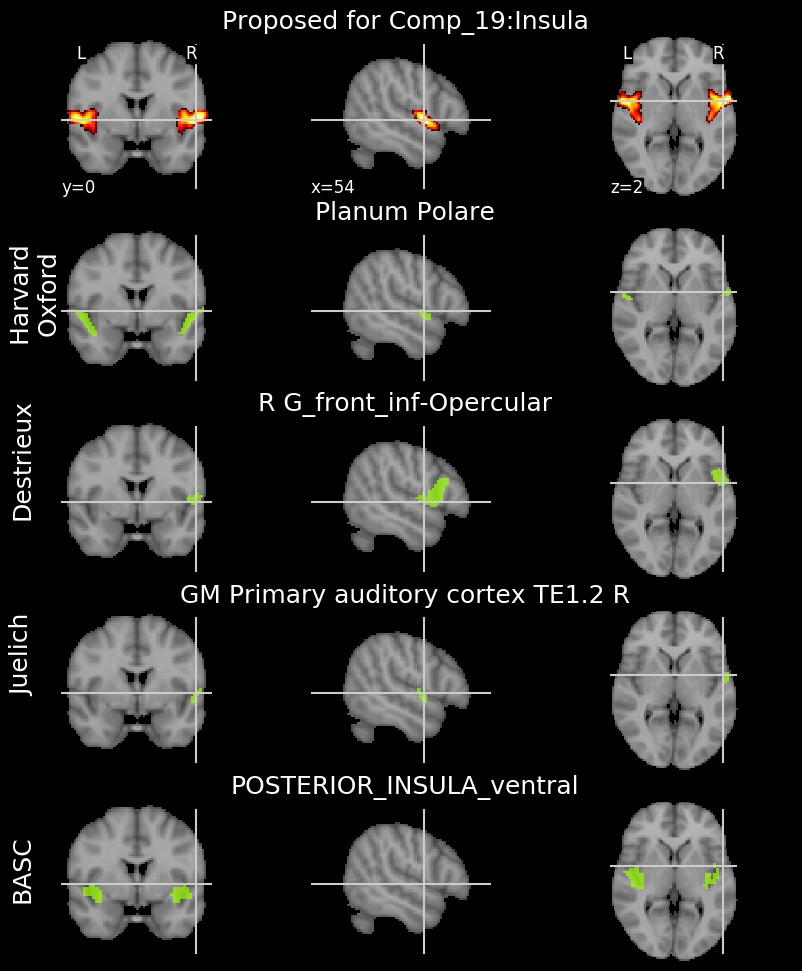 Proposed for Comp_19:Insula
L R L R
y=0 x=54 z=2
Planum Polare
Harvard
Oxford
R G_front_inf-Opercular
Destrieux
GM Primary auditory cortex TE1.2 R
Juelich
POSTERIOR_INSULA_ventral
BASC